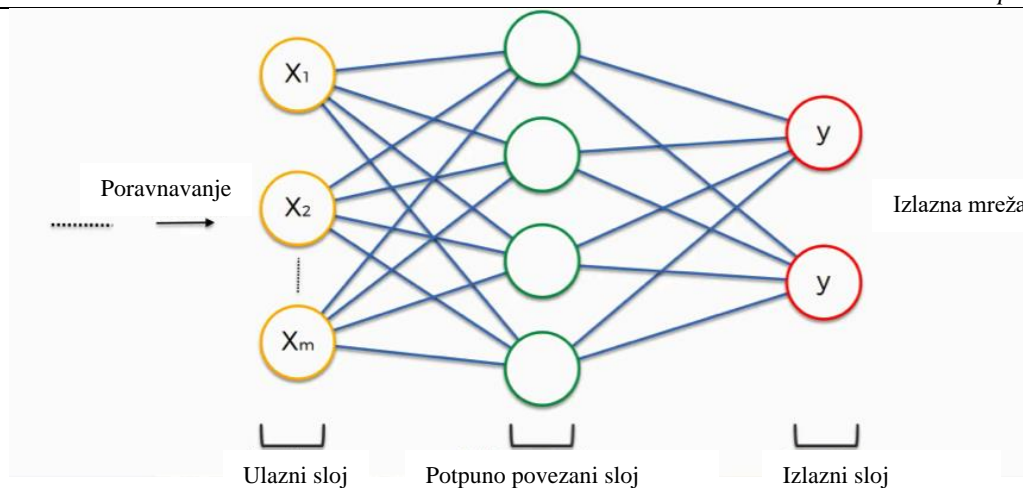 X1
Poravnavanje
X2
Xm
y
y
Izlazna mreža
Ulazni sloj
Potpuno povezani sloj
Izlazni sloj